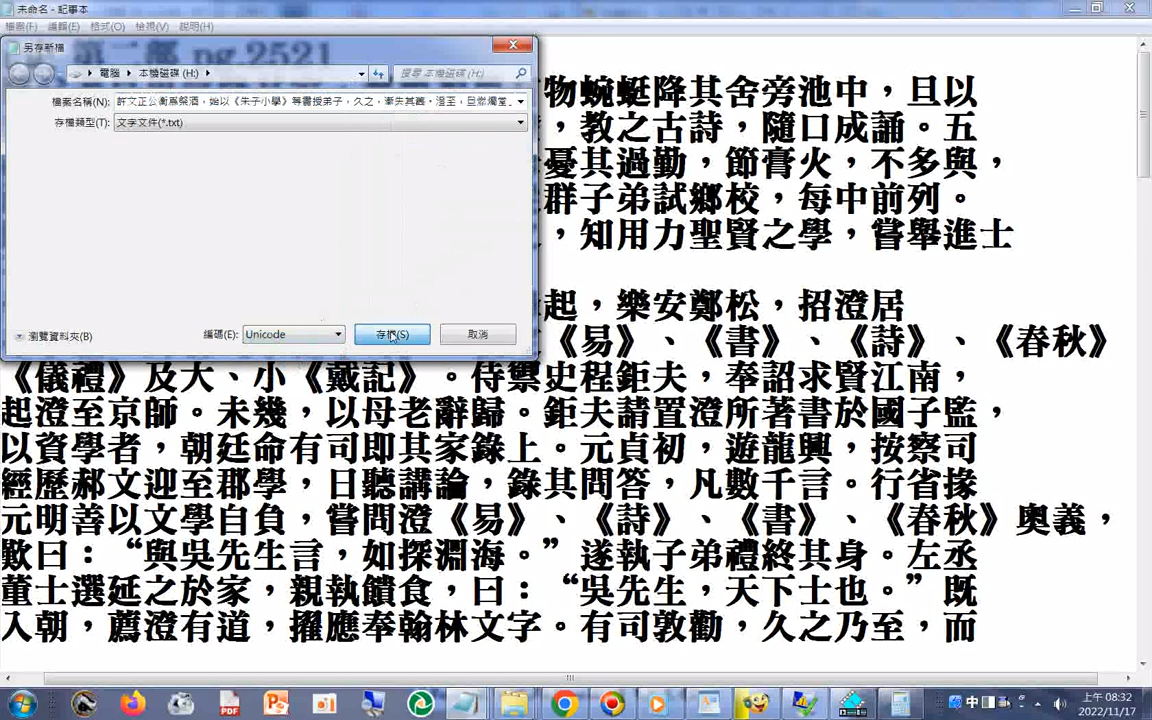 未命名 - 記事本
檔案(F) 編輯(E) 格式(O) 檢視(V) 說明(H)
第二部 pg.2521
另存新檔
電腦 ▸ 本機磁碟 (H:) ▸
搜尋 本機磁碟 (H:)
檔案名稱(N): 許文正公衡為祭酒，始以《朱子小學》等書授弟子，久之，漸失其舊。澄至，旦燃燭堂
存檔類型(T): 文字文件(*.txt)
瀏覽資料夾(B)
編碼(E): Unicode
存檔(S)
取消
物蜿蜓降其舍旁池中，旦以
，教之古詩，隨口成誦。五
憂其過勤，節膏火，不多與，
群子弟試鄉校，每中前列。
，知用力聖賢之學，嘗舉進士
起，樂安鄭松，招澄居
《易》、《書》、《詩》、《春秋》
《儀禮》及大、小《戴記》。侍禦史程鉅夫，奉詔求賢江南，
起澄至京師。未幾，以母老辭歸。鉅夫請置澄所著書於國子監，
以資學者，朝廷命有司即其家錄上。元貞初，遊龍興，按察司
經歷郝文迎至郡學，日聽講論，錄其問答，凡數千言。行省掾
元明善以文學自負，嘗問澄《易》、《詩》、《書》、《春秋》奧義，
歎曰：“與吳先生言，如探淵海。”遂執子弟禮終其身。左丞
董士選延之於家，親執饋食，曰：“吳先生，天下士也。”既
入朝，薦澄有道，擢應奉翰林文字。有司敦勸，久之乃至，而
中
上午 08:32
2022/11/17